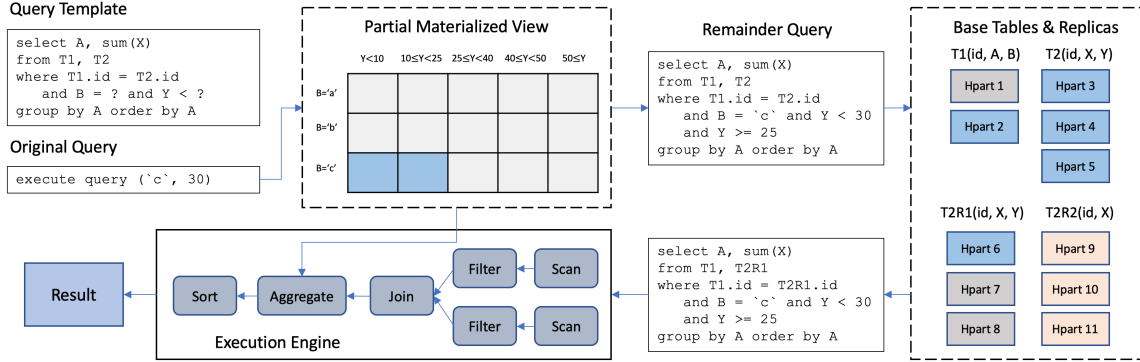 Query Template
select A, sum(X)
from T1, T2
where T1.id = T2.id
and B = ? and Y < ?
group by A order by A
Original Query
execute query (`c`, 30)
Partial Materialized View
Y<10 10≤Y<25 25≤Y<40 40≤Y<50 50≤Y
B='a'
B='b'
B='c'
Remainder Query
select A, sum(X)
from T1, T2
where T1.id = T2.id
and B = `c` and Y < 30
and Y >= 25
group by A order by A
Base Tables & Replicas
T1(id, A, B) T2(id, X, Y)
Hpart 1 Hpart 3
Hpart 2 Hpart 4
Hpart 5
T2R1(id, X, Y) T2R2(id, X)
Hpart 6 Hpart 9
Hpart 7 Hpart 10
Hpart 8 Hpart 11
select A, sum(X)
from T1, T2R1
where T1.id = T2R1.id
and B = `c` and Y < 30
and Y >= 25
group by A order by A
Filter Scan
Result Sort Aggregate Join
Filter Scan
Execution Engine